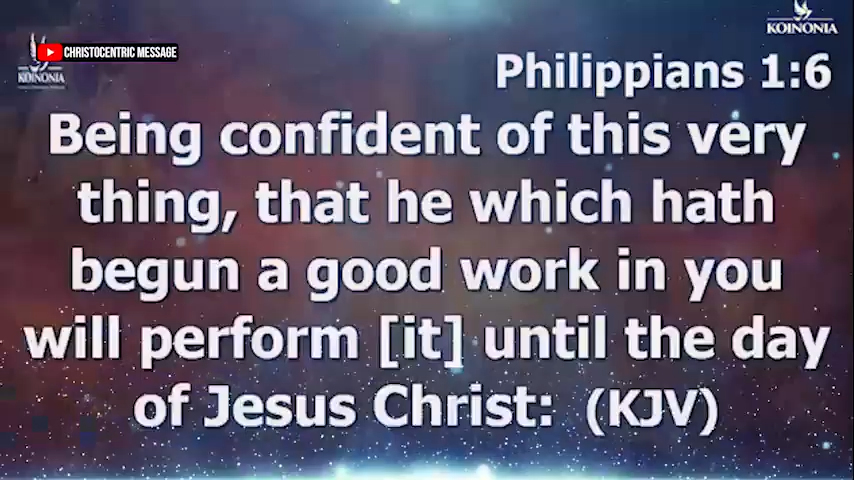 KOINONIA
CHRISTOCENTRIC MESSAGE
KOINONIA
Philippians 1:6
Being confident of this very
thing, that he which hath
begun a good work in you
will perform [it] until the day
of Jesus Christ: (KJV)